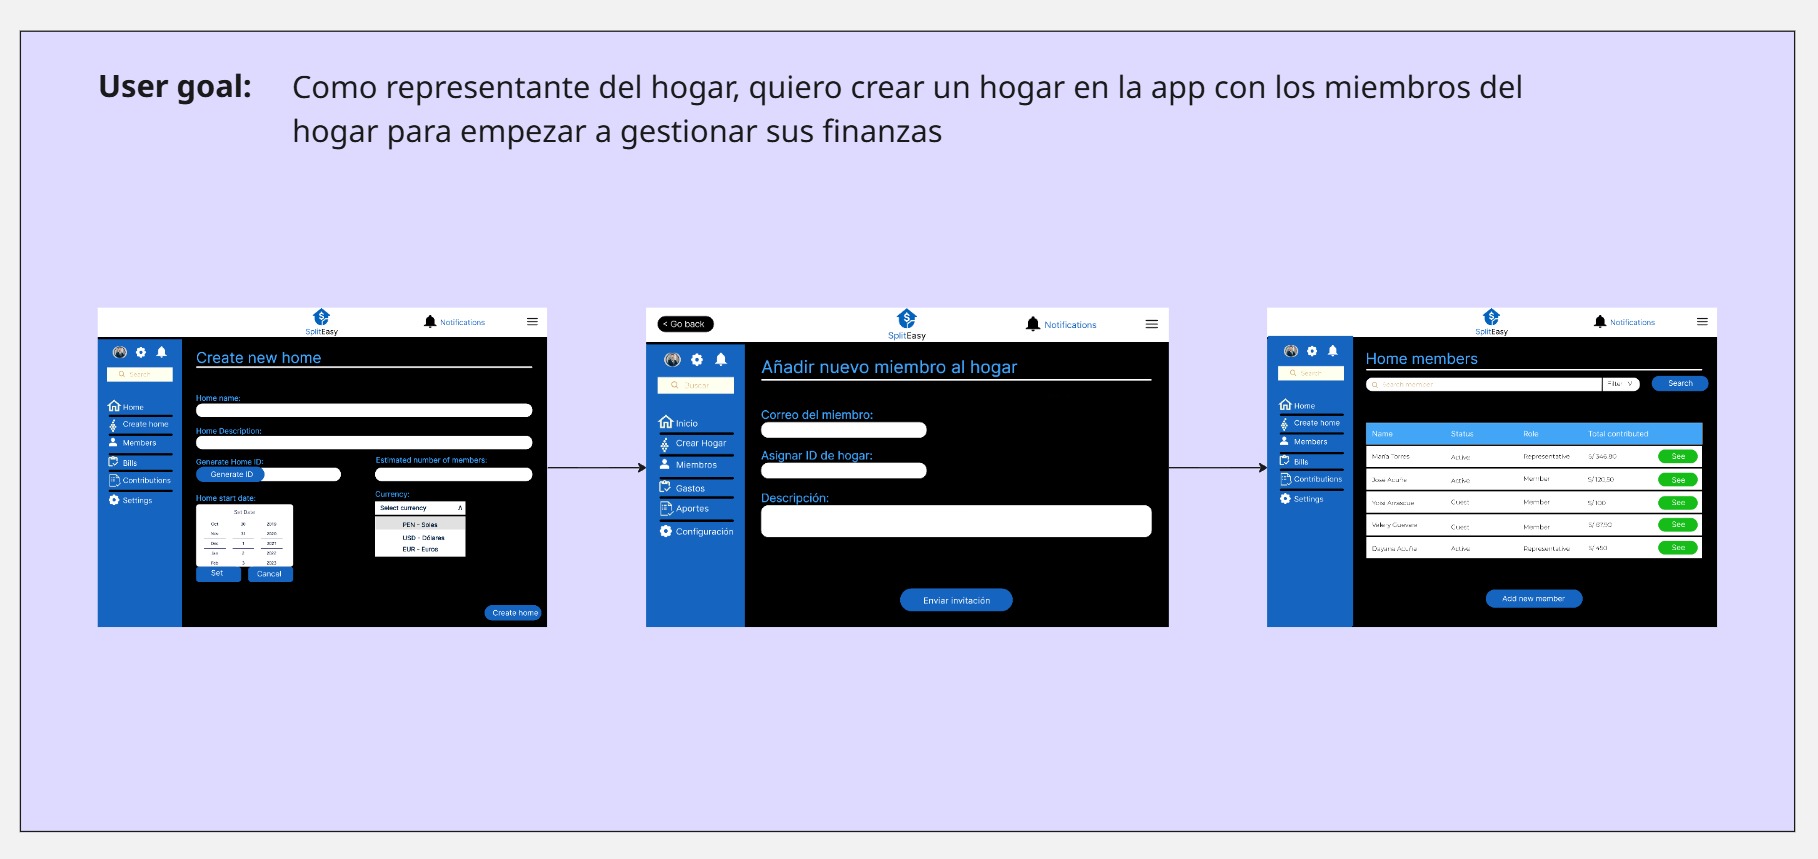 User goal: Como representante del hogar, quiero crear un hogar en la app con los miembros del
hogar para empezar a gestionar sus finanzas
SplitEasy
Notifications
Search
Home
Create home
Members
Bills
Contributions
Settings
Create new home
Home name:
Home Description:
Generate Home ID:
Generate ID
Estimated number of members:
Home start date:
Set Date
Oct 30 2019
Nov 31 2020
Dec 1 2021
Jan 2 2022
Feb 3 2023
Set
Cancel
Currency:
Select currency
PEN - Soles
USD - Dólares
EUR - Euros
Create home
< Go back
SplitEasy
Notifications
Buscar
Inicio
Crear Hogar
Miembros
Gastos
Aportes
Configuración
Añadir nuevo miembro al hogar
Correo del miembro:
Asignar ID de hogar:
Descripción:
Enviar invitación
SplitEasy
Notifications
Search
Home
Create home
Members
Bills
Contributions
Settings
Home members
Search member
Filter V
Search
Name Status Role Total contributed
María Torres Active Representative S/ 346.80 See
Jose Acuña Active Member S/ 120.50 See
Guest Member S/ 100 See
Valery Guevara Guest Member S/ 67.90 See
Dayana Acuña Active Representative S/ 450 See
Add new member